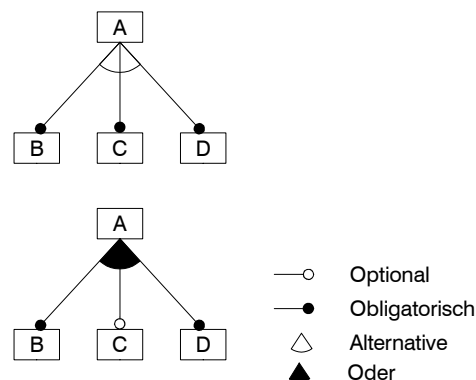 A
B C D
A
B C D
Optional
Obligatorisch
Alternative
Oder